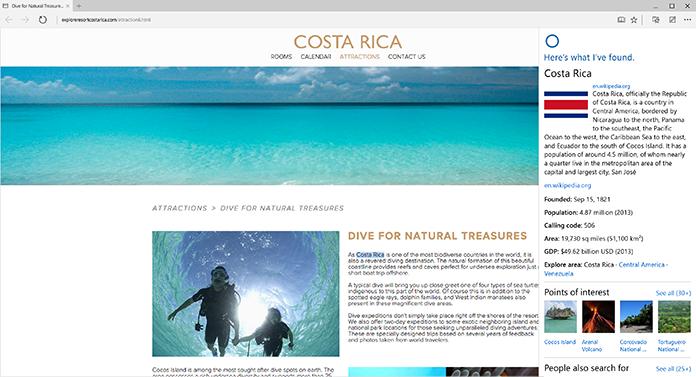 Dive for Natural Treasure...
exploreresortcostarica.com/attraction6.html
COSTA RICA
ROOMS CALENDAR ATTRACTIONS CONTACT US
ATTRACTIONS > DIVE FOR NATURAL TREASURES
DIVE FOR NATURAL TREASURES
As Costa Rica is one of the most biodiverse countries in the world, it
is also a revered diving destination. The natural formation of this beautiful
coastline provides reefs and caves perfect for undersea exploration just
short boat trip offshore.
A typical dive will bring you up close greet one of four types of sea turtles
indigenous to this part of the world. Of course this is in addition to the
spotted eagle rays, dolphin families, and West Indian manatees also
present in these magnificent dive areas.
Dive expeditions don't simply take place right off the shores of the resort.
We also offer two-day expeditions to some exotic neighboring island and
national park locations for those seeking unparalleled diving adventures.
These are specially designed trips based on several years of feedback
and photos taken from world travelers.
Cocos Island is among the most sought after dive spots on earth. The
Here's what I've found.
Costa Rica
en.wikipedia.org
Costa Rica, officially the Republic
of Costa Rica, is a country in
Central America, bordered by
Nicaragua to the north, Panama
to the southeast, the Pacific
Ocean to the west, the Caribbean Sea to the east,
and Ecuador to the south of Cocos Island. It has a
population of around 4.5 million, of whom nearly
a quarter live in the metropolitan area of the
capital and largest city, San José
en.wikipedia.org
Founded: Sep 15, 1821
Population: 4.87 million (2013)
Calling code: 506
Area: 19,730 sq miles (51,100 km²)
GDP: $49.62 billion USD (2013)
Explore area: Costa Rica · Central America ·
Venezuela
Points of interest See all (30+)
Cocos Island
Arenal
Volcano
Corcovado
National ...
Tortuguero
National ...
People also search for See all (25+)